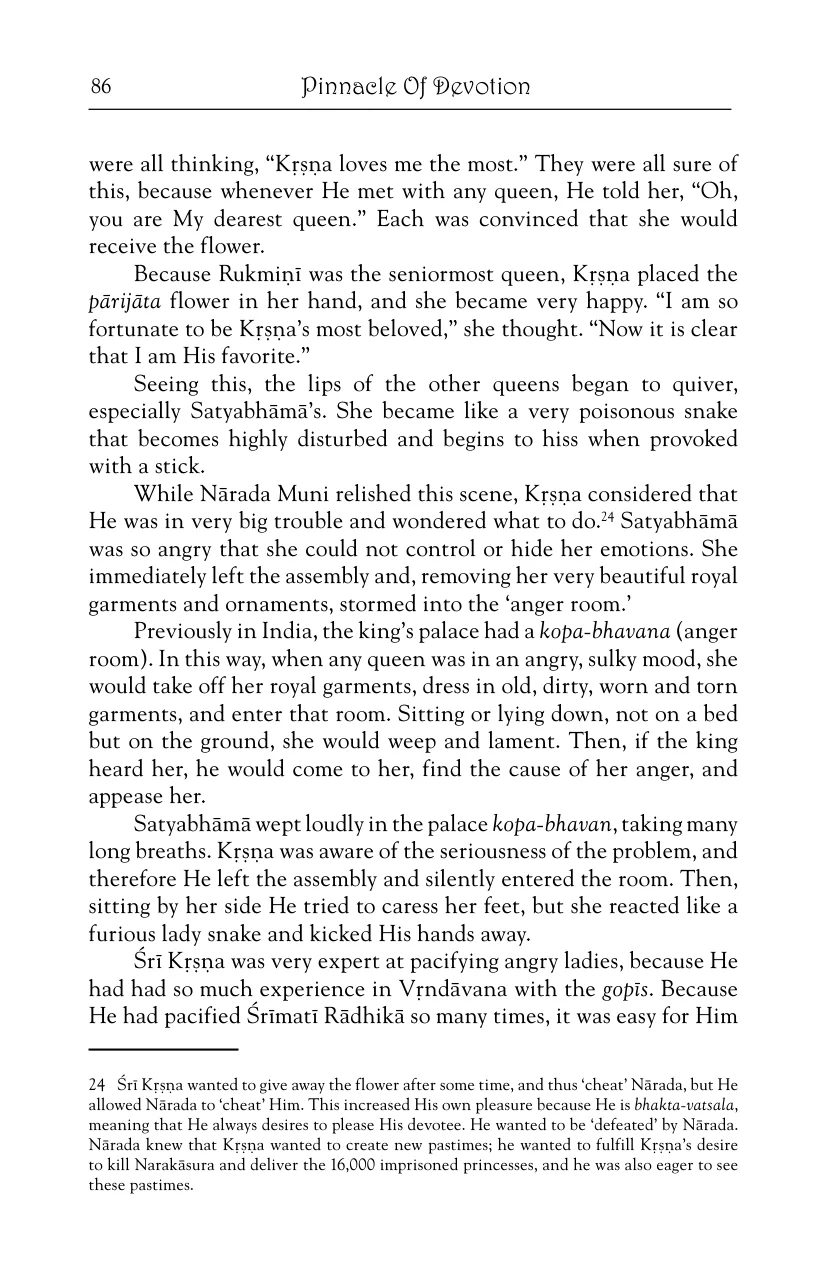 86
Pinnacle Of Devotion
were all thinking, “Kṛṣṇa loves me the most.” They were all sure of
this, because whenever He met with any queen, He told her, “Oh,
you are My dearest queen.” Each was convinced that she would
receive the flower.
Because Rukmiṇī was the seniormost queen, Kṛṣṇa placed the
pārijāta flower in her hand, and she became very happy. “I am so
fortunate to be Kṛṣṇa’s most beloved,” she thought. “Now it is clear
that I am His favorite.”
Seeing this, the lips of the other queens began to quiver,
especially Satyabhāmā’s. She became like a very poisonous snake
that becomes highly disturbed and begins to hiss when provoked
with a stick.
While Nārada Muni relished this scene, Kṛṣṇa considered that
He was in very big trouble and wondered what to do.24 Satyabhāmā
was so angry that she could not control or hide her emotions. She
immediately left the assembly and, removing her very beautiful royal
garments and ornaments, stormed into the ‘anger room.’
Previously in India, the king’s palace had a kopa-bhavana (anger
room). In this way, when any queen was in an angry, sulky mood, she
would take off her royal garments, dress in old, dirty, worn and torn
garments, and enter that room. Sitting or lying down, not on a bed
but on the ground, she would weep and lament. Then, if the king
heard her, he would come to her, find the cause of her anger, and
appease her.
Satyabhāmā wept loudly in the palace kopa-bhavan, taking many
long breaths. Kṛṣṇa was aware of the seriousness of the problem, and
therefore He left the assembly and silently entered the room. Then,
sitting by her side He tried to caress her feet, but she reacted like a
furious lady snake and kicked His hands away.
Śrī Kṛṣṇa was very expert at pacifying angry ladies, because He
had had so much experience in Vṛndāvana with the gopīs. Because
He had pacified Śrīmatī Rādhikā so many times, it was easy for Him
24 Śrī Kṛṣṇa wanted to give away the flower after some time, and thus ‘cheat’ Nārada, but He
allowed Nārada to ‘cheat’ Him. This increased His own pleasure because He is bhakta-vatsala,
meaning that He always desires to please His devotee. He wanted to be ‘defeated’ by Nārada.
Nārada knew that Kṛṣṇa wanted to create new pastimes; he wanted to fulfill Kṛṣṇa’s desire
to kill Narakāsura and deliver the 16,000 imprisoned princesses, and he was also eager to see
these pastimes.